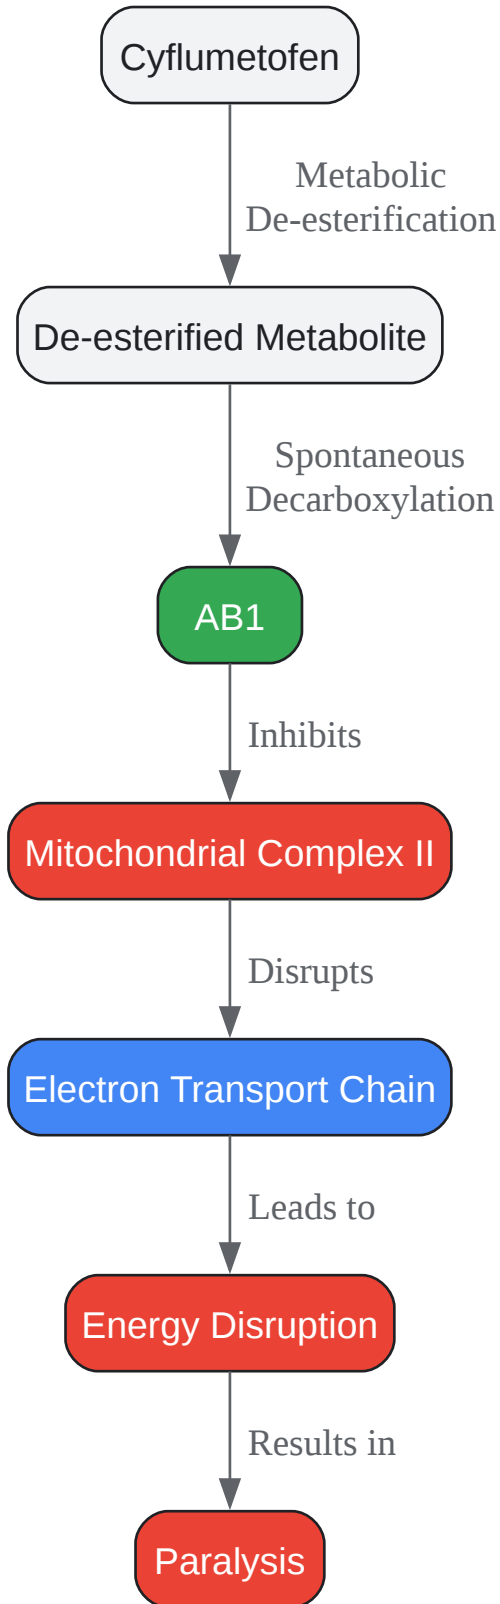 Cyflumetofen
Metabolic
De-esterification
De-esterified Metabolite
Spontaneous
Decarboxylation
AB1
Inhibits
Mitochondrial Complex II
Disrupts
Electron Transport Chain
Leads to
Energy Disruption
Results in
Paralysis